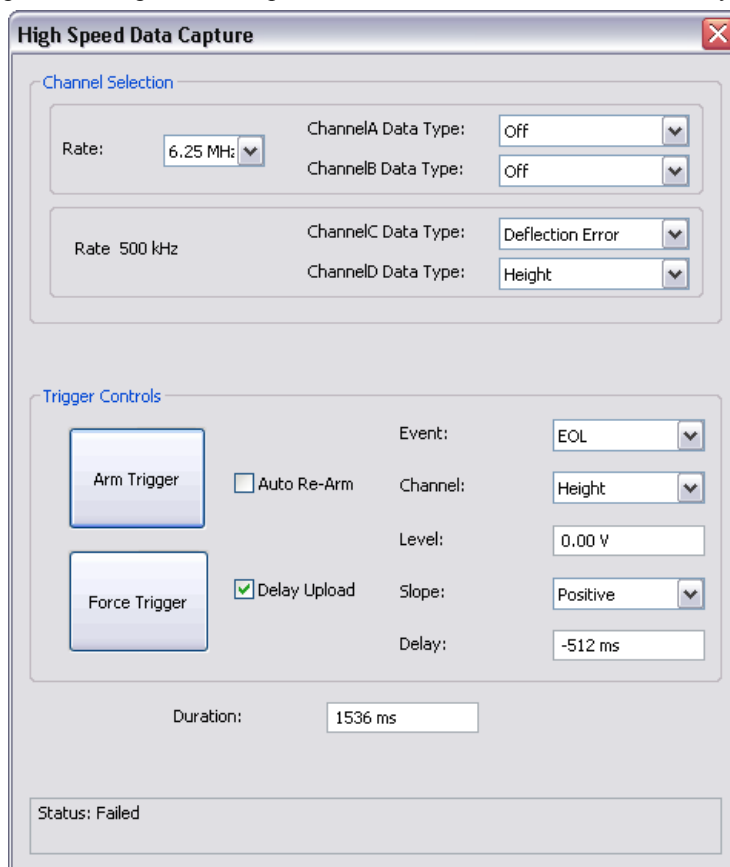 High Speed Data Capture
Channel Selection
Rate:
6.25 MHz
ChannelA Data Type:
Off
ChannelB Data Type:
Off
Rate 500 kHz
ChannelC Data Type:
Deflection Error
ChannelD Data Type:
Height
Trigger Controls
Arm Trigger
Auto Re-Arm
Event:
EOL
Channel:
Height
Level:
0.00 V
Force Trigger
Delay Upload
Slope:
Positive
Delay:
-512 ms
Duration:
1536 ms
Status: Failed